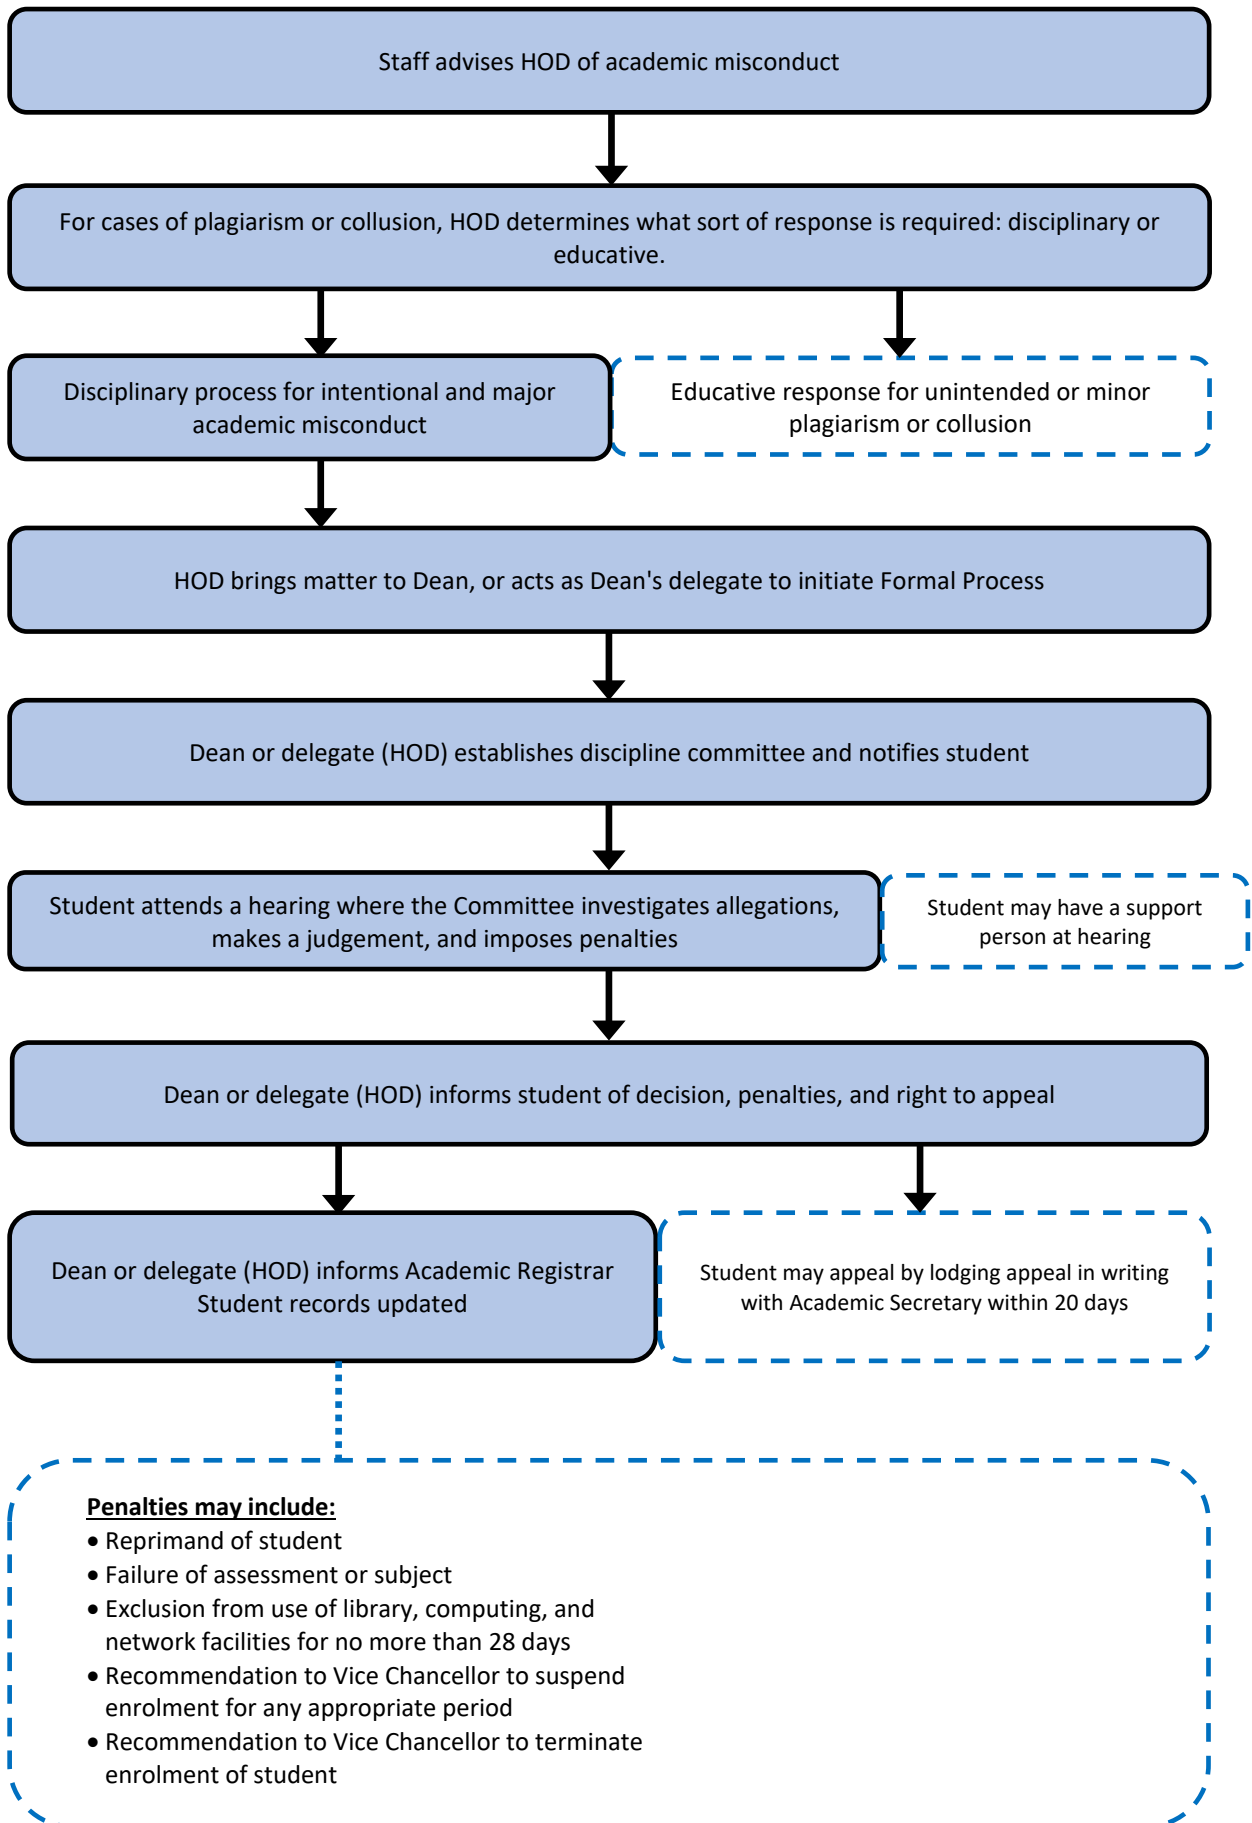 Staff advises HOD of academic misconduct
For cases of plagiarism or collusion, HOD determines what sort of response is required: disciplinary or
educative.
Disciplinary process for intentional and major
academic misconduct
Educative response for unintended or minor
plagiarism or collusion
HOD brings matter to Dean, or acts as Dean's delegate to initiate Formal Process
Dean or delegate (HOD) establishes discipline committee and notifies student
Student attends a hearing where the Committee investigates allegations,
makes a judgement, and imposes penalties
Student may have a support
person at hearing
Dean or delegate (HOD) informs student of decision, penalties, and right to appeal
Dean or delegate (HOD) informs Academic Registrar
Student records updated
Student may appeal by lodging appeal in writing
with Academic Secretary within 20 days
Penalties may include:
• Reprimand of student
• Failure of assessment or subject
• Exclusion from use of library, computing, and
network facilities for no more than 28 days
• Recommendation to Vice Chancellor to suspend
enrolment for any appropriate period
• Recommendation to Vice Chancellor to terminate
enrolment of student